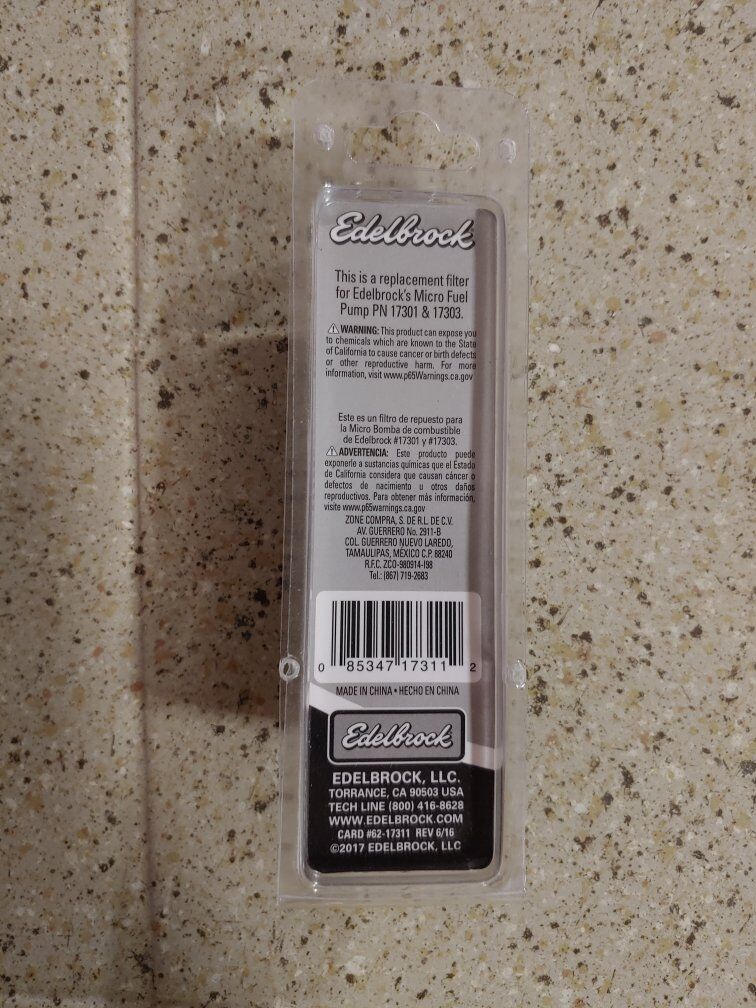 Edelbrock
This is a replacement filter
for Edelbrock's Micro Fuel
Pump PN 17301 & 17303.
⚠ WARNING: This product can expose you
to chemicals which are known to the State
of California to cause cancer or birth defects
or other reproductive harm. For more
information, visit www.p65Warnings.ca.gov
Este es un filtro de repuesto para
la Micro Bomba de combustible
de Edelbrock #17301 y #17303.
⚠ ADVERTENCIA: Este producto puede
exponerle a sustancias químicas que el Estado
de California considera que causan cáncer o
defectos de nacimiento u otros daños
reproductivos. Para obtener más información,
visite www.p65warnings.ca.gov
ZONE COMPRA, S. DE R.L. DE C.V.
AV. GUERRERO No. 2911-B
COL. GUERRERO NUEVO LAREDO,
TAMAULIPAS, MÉXICO C.P. 88240
R.F.C. ZCO-980914-I98
Tel.: (867) 719-2683
0 85347 17311 2
MADE IN CHINA • HECHO EN CHINA
Edelbrock
EDELBROCK, LLC.
TORRANCE, CA 90503 USA
TECH LINE (800) 416-8628
WWW.EDELBROCK.COM
CARD #62-17311 REV 6/16
©2017 EDELBROCK, LLC